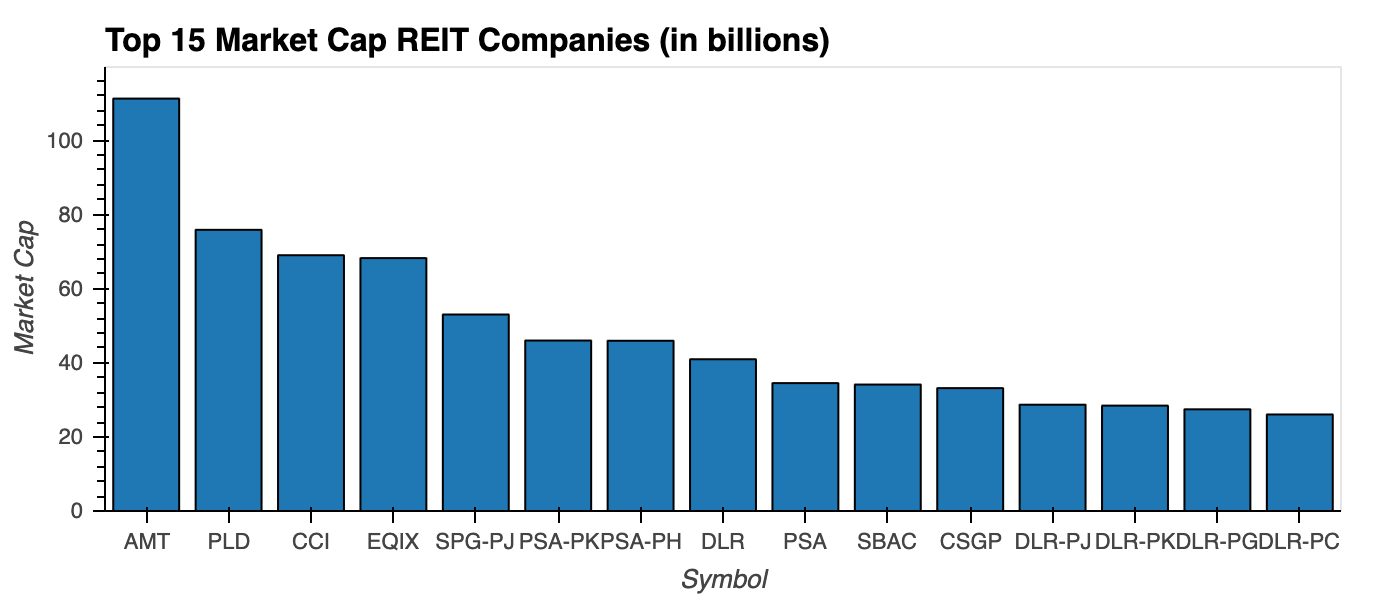 Top 15 Market Cap REIT Companies (in billions)
Market Cap
100
80
60
40
20
0
AMT PLD CCI EQIX SPG-PJ PSA-PK PSA-PH DLR PSA SBAC CSGP DLR-PJ DLR-PK DLR-PG DLR-PC
Symbol